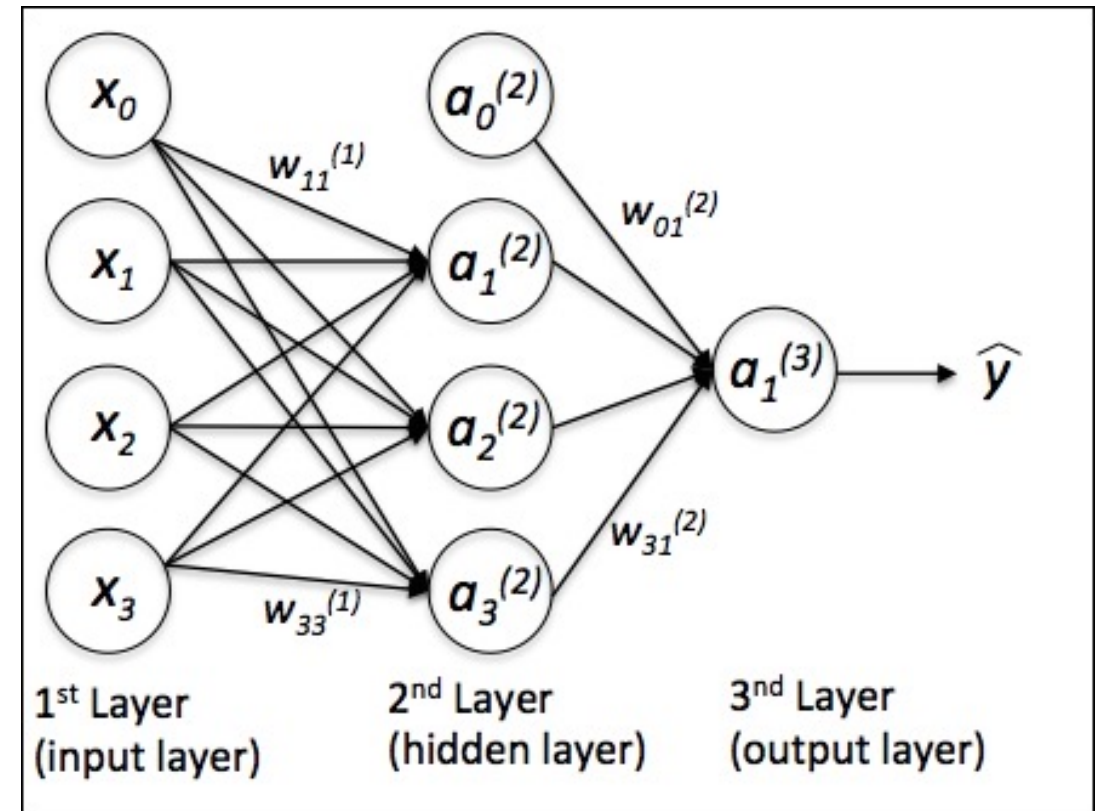 x₀
a₀⁽²⁾
w₁₁⁽¹⁾
w₀₁⁽²⁾
x₁
a₁⁽²⁾
a₁⁽³⁾
ŷ
x₂
a₂⁽²⁾
w₃₁⁽²⁾
x₃
a₃⁽²⁾
w₃₃⁽¹⁾
1st Layer
(input layer)
2nd Layer
(hidden layer)
3nd Layer
(output layer)